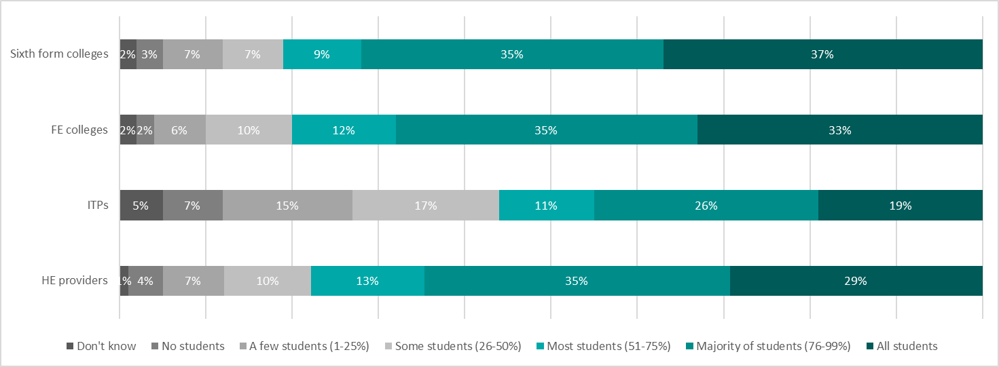 Sixth form colleges 2% 3% 7% 7% 9% 35% 37%
FE colleges 2% 2% 6% 10% 12% 35% 33%
ITPs 5% 7% 15% 17% 11% 26% 19%
HE providers 1% 4% 7% 10% 13% 35% 29%
Don't know No students A few students (1-25%) Some students (26-50%) Most students (51-75%) Majority of students (76-99%) All students